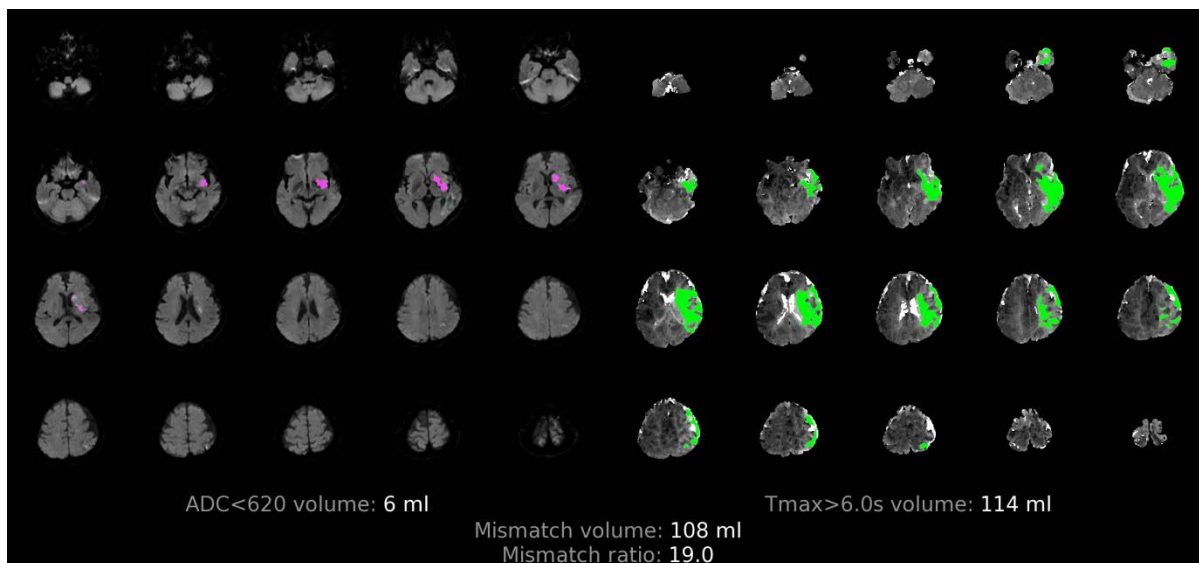 ADC<620 volume: 6 ml
Tmax>6.0s volume: 114 ml
Mismatch volume: 108 ml
Mismatch ratio: 19.0